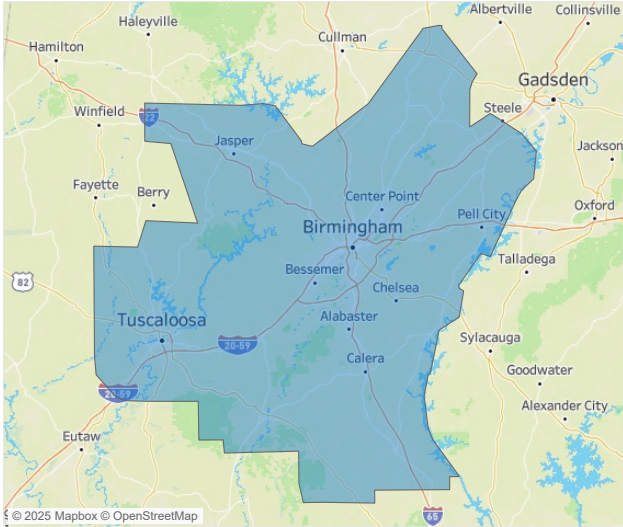 Albertville
Collinsville
Haleyville
Cullman
Hamilton
Gadsden
Steele
Winfield
22
Jasper
Jackson
Fayette
Berry
Center Point
Oxford
Pell City
Birmingham
Talladega
Bessemer
82
Chelsea
Tuscaloosa
Alabaster
20-59
Sylacauga
Calera
Goodwater
20-59
Alexander City
Eutaw
65
© 2025 Mapbox © OpenStreetMap